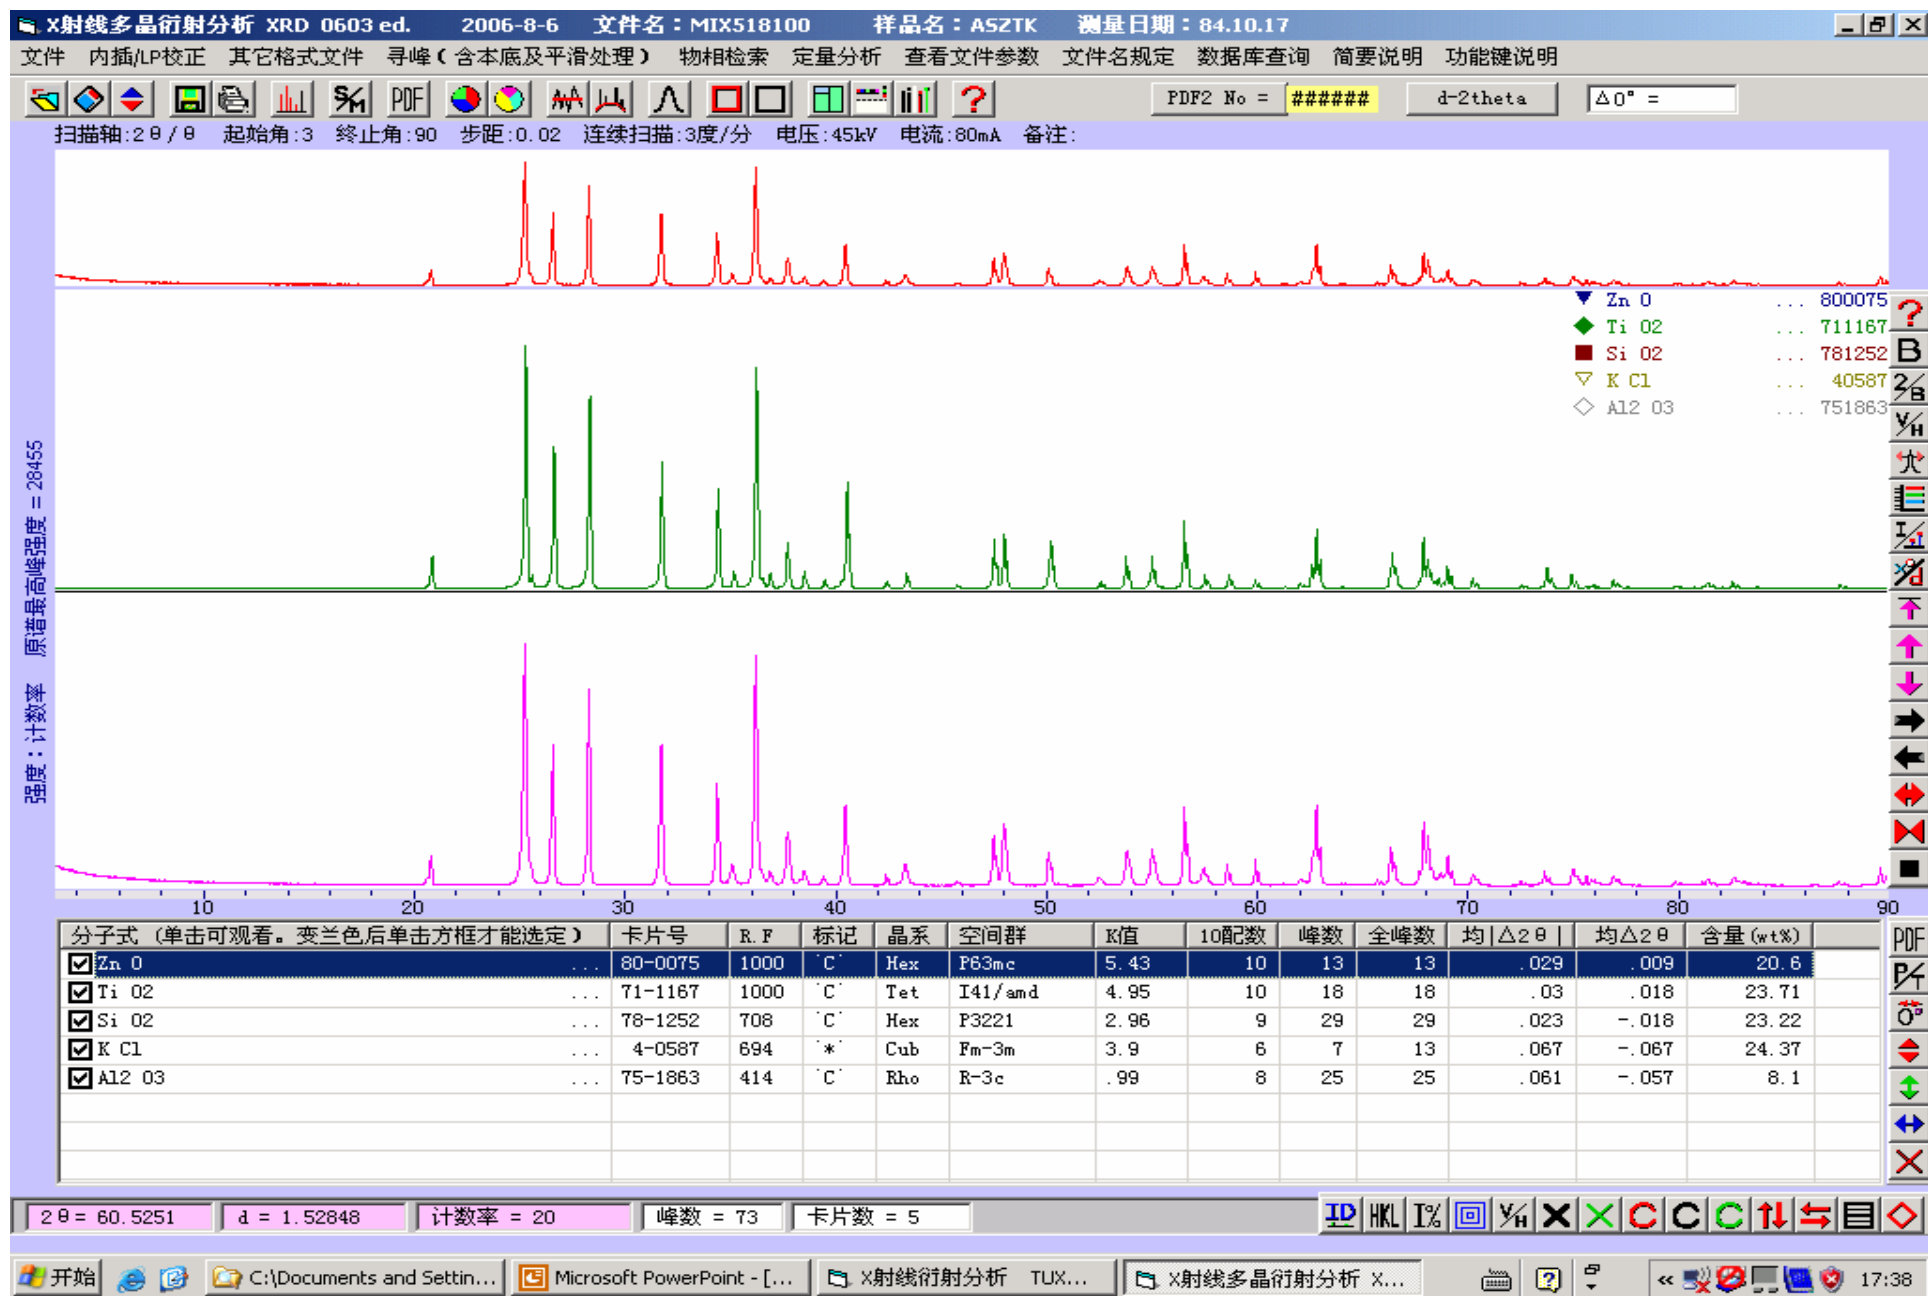 X射线多晶衍射分析 XRD 0603 ed. 2006-8-6 文件名：MIX518100 样品名：ASZTK 测量日期：84.10.17
文件 内插/LP校正 其它格式文件 寻峰(含本底及平滑处理) 物相检索 定量分析 查看文件参数 文件名规定 数据库查询 简要说明 功能键说明
S/M PDF ? PDF2 No = ###### d-2theta △0° =
扫描轴:2θ/θ 起始角:3 终止角:90 步距:0.02 连续扫描:3度/分 电压:45kV 电流:80mA 备注:
Zn O ... 800075
Ti O2 ... 711167
Si O2 ... 781252
K Cl ... 40587
Al2 O3 ... 751863
强度：计数率 原谱最高峰强度 = 28455
10 20 30 40 50 60 70 80 90
分子式 (单击可观看。变兰色后单击方框才能选定) 卡片号 R.F 标记 晶系 空间群 K值 10配数 峰数 全峰数 均|△2θ| 均△2θ 含量(wt%)
Zn O ... 80-0075 1000 'C' Hex P63mc 5.43 10 13 13 .029 .009 20.6
Ti O2 ... 71-1167 1000 'C' Tet I41/amd 4.95 10 18 18 .03 .018 23.71
Si O2 ... 78-1252 708 'C' Hex P3221 2.96 9 29 29 .023 -.018 23.22
K Cl ... 4-0587 694 '*' Cub Fm-3m 3.9 6 7 13 .067 -.067 24.37
Al2 O3 ... 75-1863 414 'C' Rho R-3c .99 8 25 25 .061 -.057 8.1
?
B
2/B
Y/H
PDF
2θ= 60.5251 d = 1.52848 计数率 = 20 峰数 = 73 卡片数 = 5
ID HKL I% Y/H C C C
开始 C:\Documents and Settin... Microsoft PowerPoint - [... X射线衍射分析 TUX... X射线多晶衍射分析 X... « 17:38